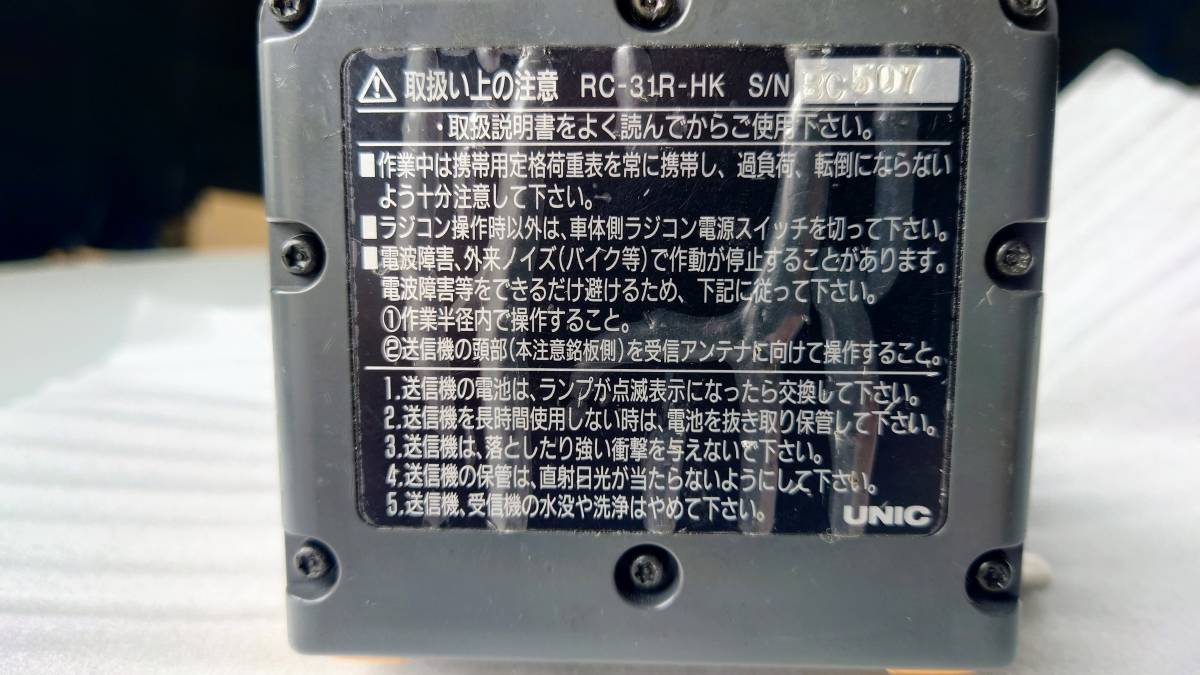 取扱い上の注意 RC-31R-HK S/N 507
・取扱説明書をよく読んでからご使用下さい。
■作業中は携帯用定格荷重表を常に携帯し、過負荷、転倒にならない
よう十分注意して下さい。
■ラジコン操作時以外は、車体側ラジコン電源スイッチを切って下さい。
■電波障害、外来ノイズ(バイク等)で作動が停止することがあります。
電波障害等をできるだけ避けるため、下記に従って下さい。
①作業半径内で操作すること。
②送信機の頭部(本注意銘板側)を受信アンテナに向けて操作すること。
1.送信機の電池は、ランプが点滅表示になったら交換して下さい。
2.送信機を長時間使用しない時は、電池を抜き取り保管して下さい。
3.送信機は、落としたり強い衝撃を与えないで下さい。
4.送信機の保管は、直射日光が当たらないようにして下さい。
5.送信機、受信機の水没や洗浄はやめて下さい。
UNIC